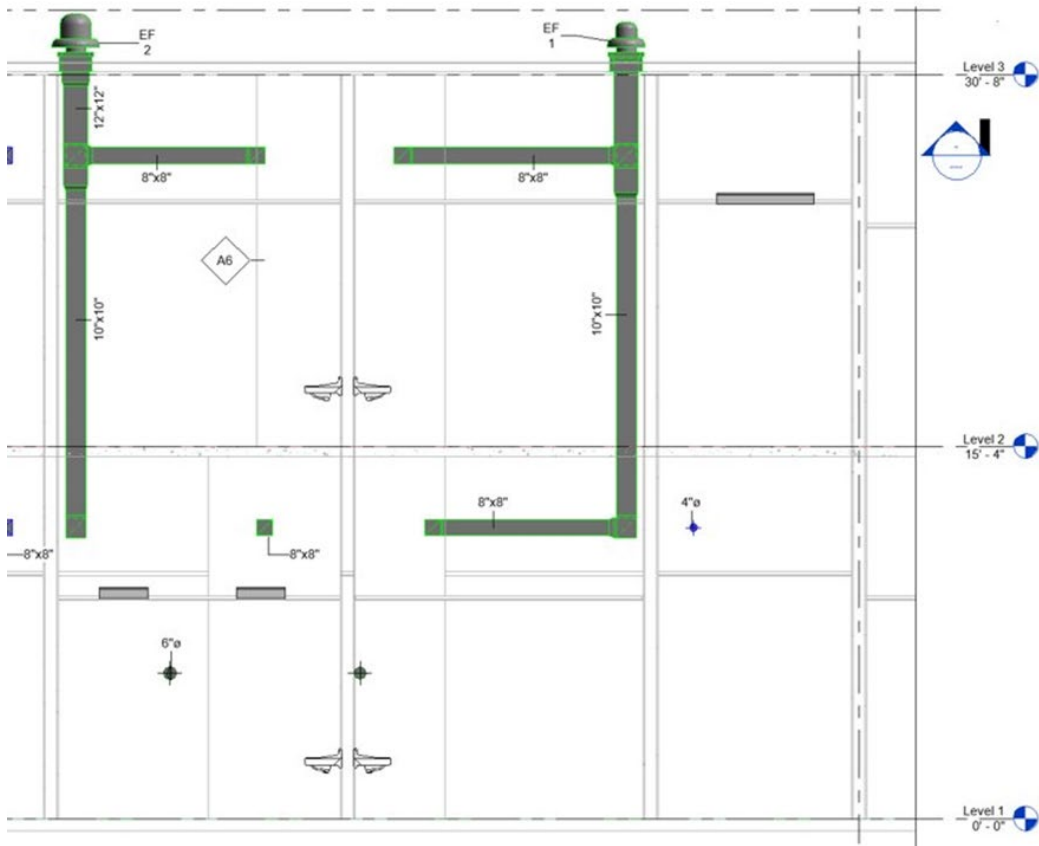 EF
2
EF
1
Level 3
30' - 8"
12"x12"
8"x8"
8"x8"
A6
10"x10"
10"x10"
Level 2
15' - 4"
8"x8"
4"ø
8"x8"
8"x8"
6"ø
Level 1
0' - 0"